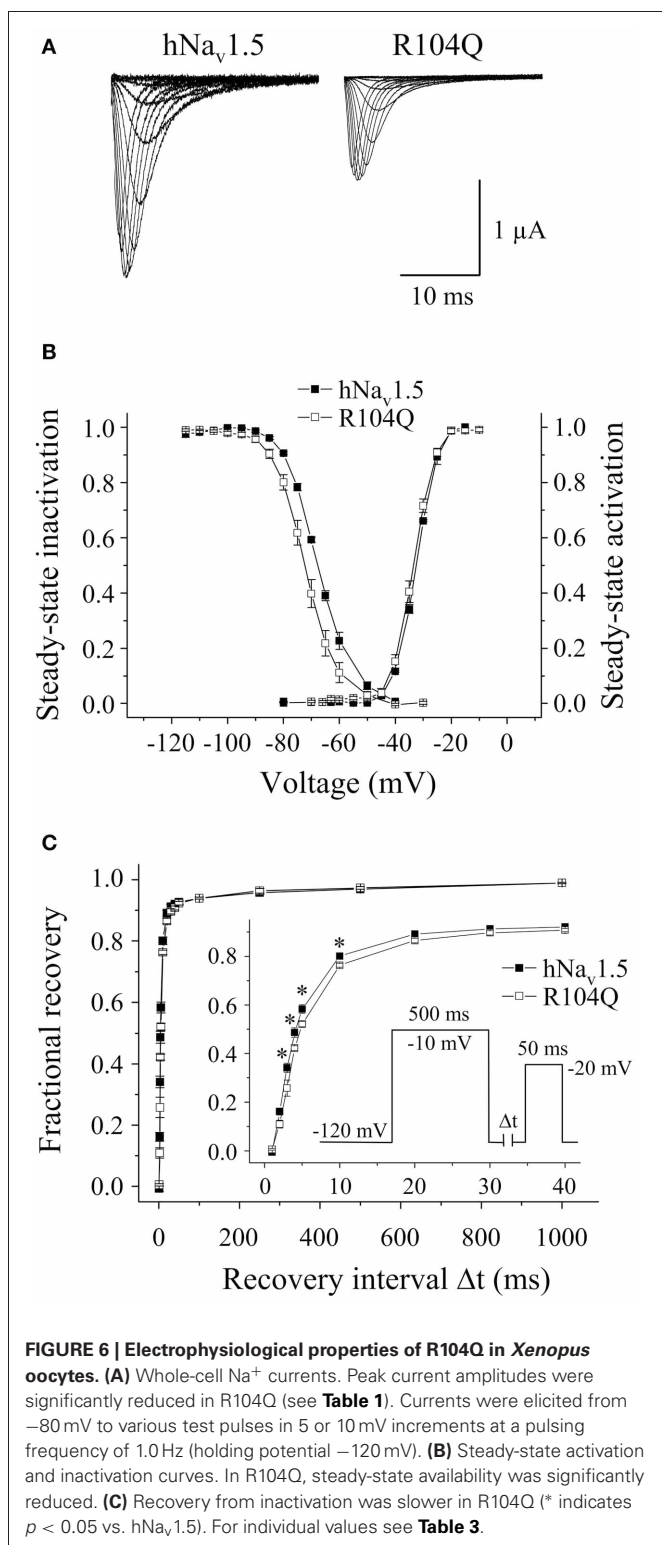 A
hNav1.5 R104Q
1 μA
10 ms
B
hNav1.5
R104Q
Steady-state inactivation
1.0
0.8
0.6
0.4
0.2
0.0
1.0
0.8
0.6
0.4
0.2
0.0
Steady-state activation
-120 -100 -80 -60 -40 -20 0
Voltage (mV)
C
Fractional recovery
1.0
0.8
0.6
0.4
0.2
0.0
0.8
0.6
0.4
0.2
0.0
* * * *
hNav1.5
R104Q
500 ms
-10 mV
50 ms
-20 mV
-120 mV
Δt
0 10 20 30 40
0 200 400 600 800 1000
Recovery interval Δt (ms)
FIGURE 6 | Electrophysiological properties of R104Q in Xenopus
oocytes. (A) Whole-cell Na+ currents. Peak current amplitudes were
significantly reduced in R104Q (see Table 1). Currents were elicited from
−80 mV to various test pulses in 5 or 10 mV increments at a pulsing
frequency of 1.0 Hz (holding potential −120 mV). (B) Steady-state activation
and inactivation curves. In R104Q, steady-state availability was significantly
reduced. (C) Recovery from inactivation was slower in R104Q (* indicates
p < 0.05 vs. hNav1.5). For individual values see Table 3.